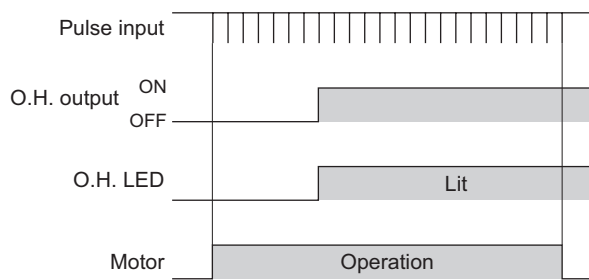 Pulse input
ON
O.H. output
OFF
O.H. LED
Lit
Motor
Operation